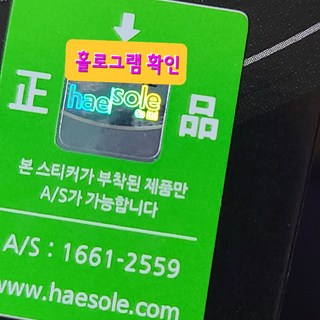 홀로그램 확인
正 haesole 品
본 스티커가 부착된 제품만
A/S가 가능합니다
A/S : 1661-2559
www.haesole.com